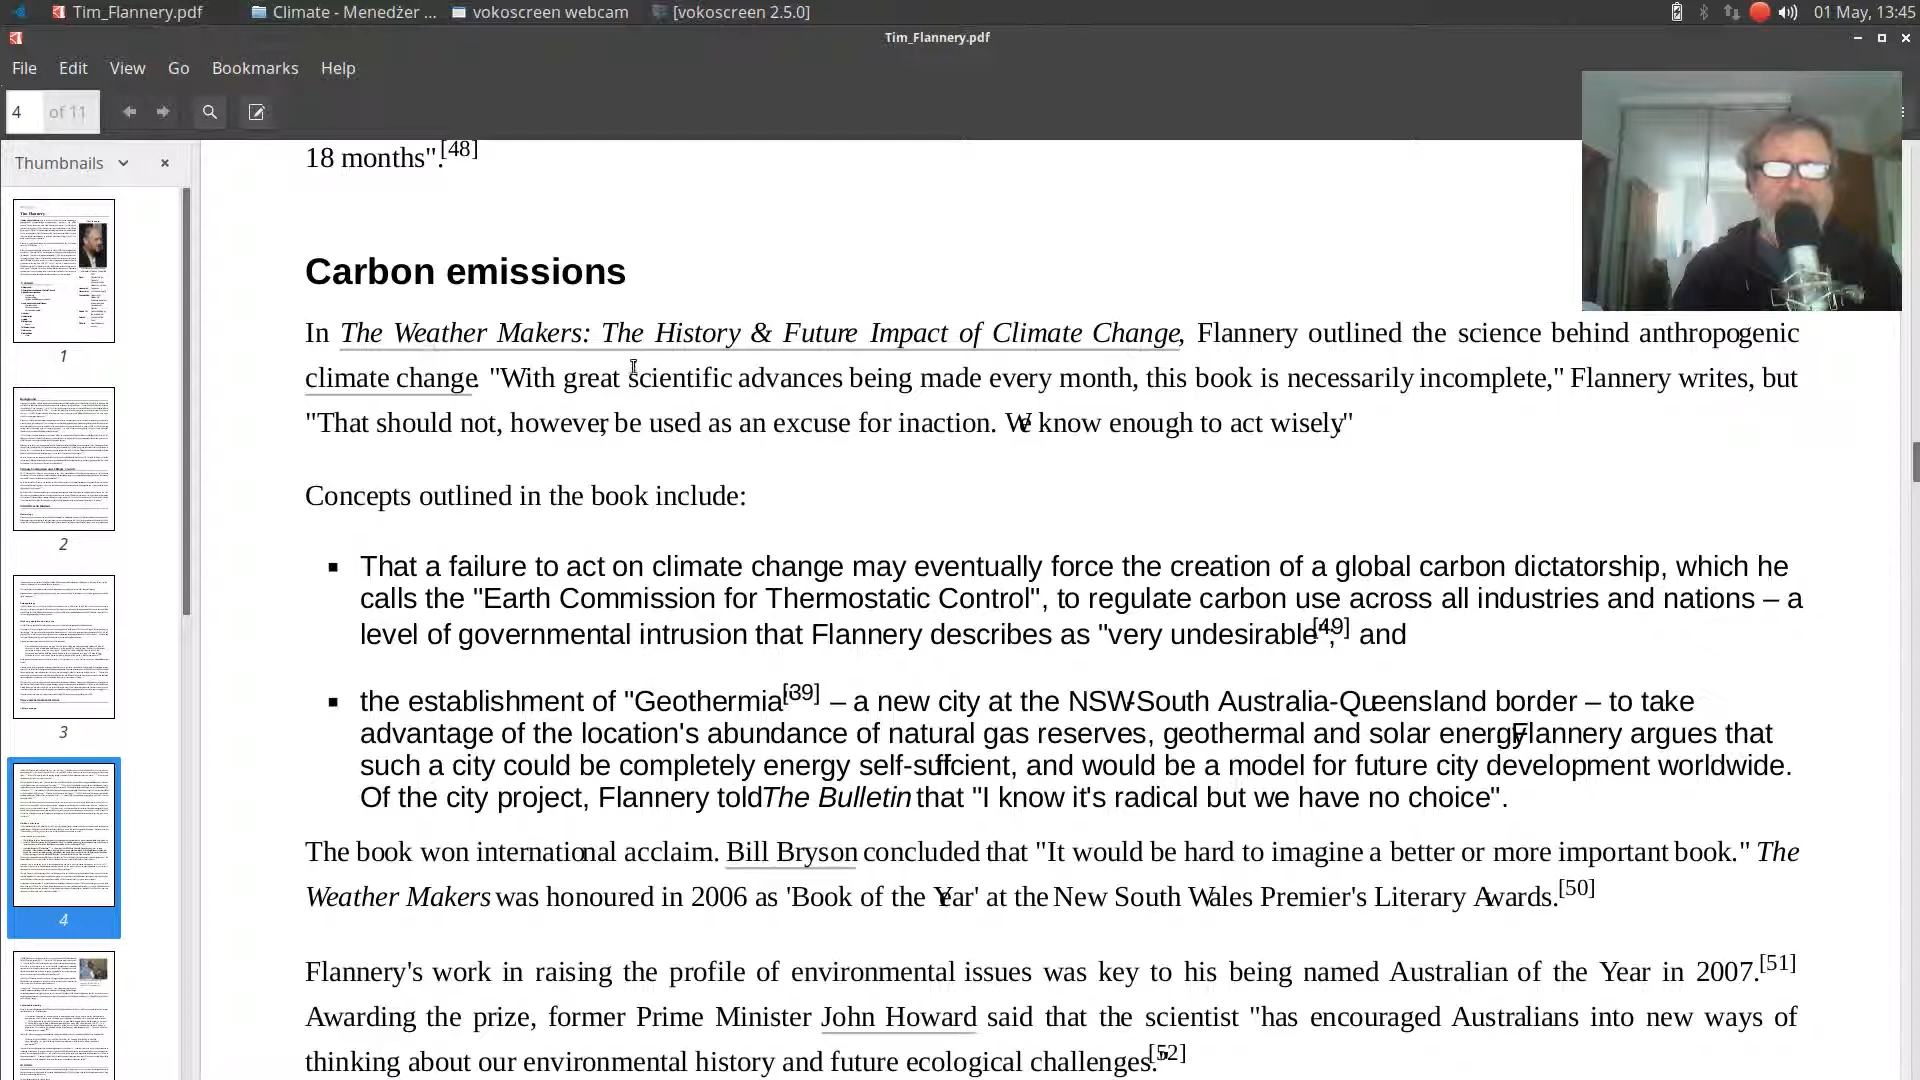 Tim_Flannery.pdf
Climate - Menedżer ...
vokoscreen webcam
[vokoscreen 2.5.0]
01 May, 13:45
Tim_Flannery.pdf
File Edit View Go Bookmarks Help
4 of 11
Thumbnails
1
2
3
4
18 months".[48]
Carbon emissions
In The Weather Makers: The History & Future Impact of Climate Change, Flannery outlined the science behind anthropogenic
climate change. "With great scientific advances being made every month, this book is necessarily incomplete," Flannery writes, but
"That should not, however, be used as an excuse for inaction. We know enough to act wisely."
Concepts outlined in the book include:
▪ That a failure to act on climate change may eventually force the creation of a global carbon dictatorship, which he
calls the "Earth Commission for Thermostatic Control", to regulate carbon use across all industries and nations – a
level of governmental intrusion that Flannery describes as "very undesirable";[49] and
▪ the establishment of "Geothermia"[39] – a new city at the NSW-South Australia-Queensland border – to take
advantage of the location's abundance of natural gas reserves, geothermal and solar energy. Flannery argues that
such a city could be completely energy self-sufficient, and would be a model for future city development worldwide.
Of the city project, Flannery told The Bulletin that "I know it's radical but we have no choice".
The book won international acclaim. Bill Bryson concluded that "It would be hard to imagine a better or more important book." The
Weather Makers was honoured in 2006 as 'Book of the Year' at the New South Wales Premier's Literary Awards.[50]
Flannery's work in raising the profile of environmental issues was key to his being named Australian of the Year in 2007.[51]
Awarding the prize, former Prime Minister John Howard said that the scientist "has encouraged Australians into new ways of
thinking about our environmental history and future ecological challenges."[52]